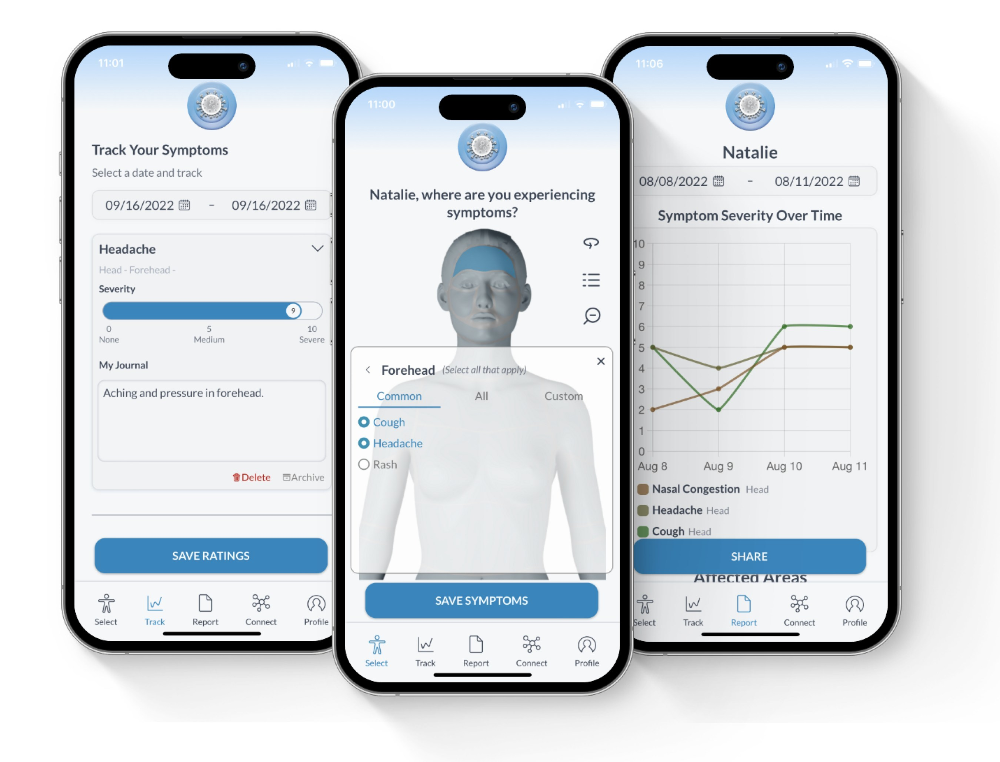 11:01
Track Your Symptoms
Select a date and track
09/16/2022 - 09/16/2022
Headache
Head - Forehead -
Severity
9
0 5 10
None Medium Severe
My Journal
Aching and pressure in forehead.
Delete Archive
SAVE RATINGS
Select Track Report Connect Profile
11:00
Natalie, where are you experiencing
symptoms?
Forehead (Select all that apply)
Common All Custom
Cough
Headache
Rash
SAVE SYMPTOMS
Select Track Report Connect Profile
11:06
Natalie
08/08/2022 - 08/11/2022
Symptom Severity Over Time
10
9
8
7
6
5
4
3
2
1
0
Aug 8 Aug 9 Aug 10 Aug 11
Nasal Congestion Head
Headache Head
Cough Head
SHARE
Affected Areas
Select Track Report Connect Profile